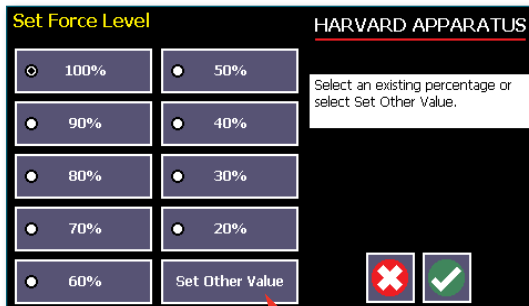 Set Force Level
HARVARD APPARATUS
100%
50%
90%
40%
80%
30%
70%
20%
60%
Set Other Value
Select an existing percentage or
select Set Other Value.